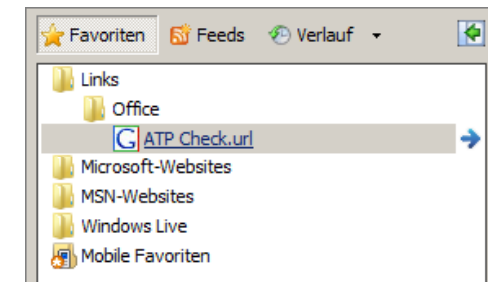 Favoriten Feeds Verlauf
Links
Office
ATP Check.url
Microsoft-Websites
MSN-Websites
Windows Live
Mobile Favoriten